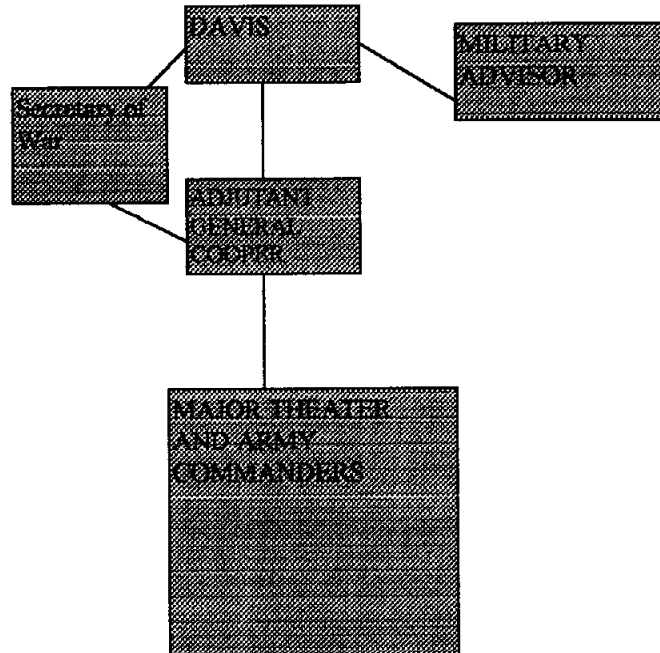 DAVIS
MILITARY
ADVISOR
Secretary of
War
ADJUTANT
GENERAL
COOPER
MAJOR THEATER
AND ARMY
COMMANDERS